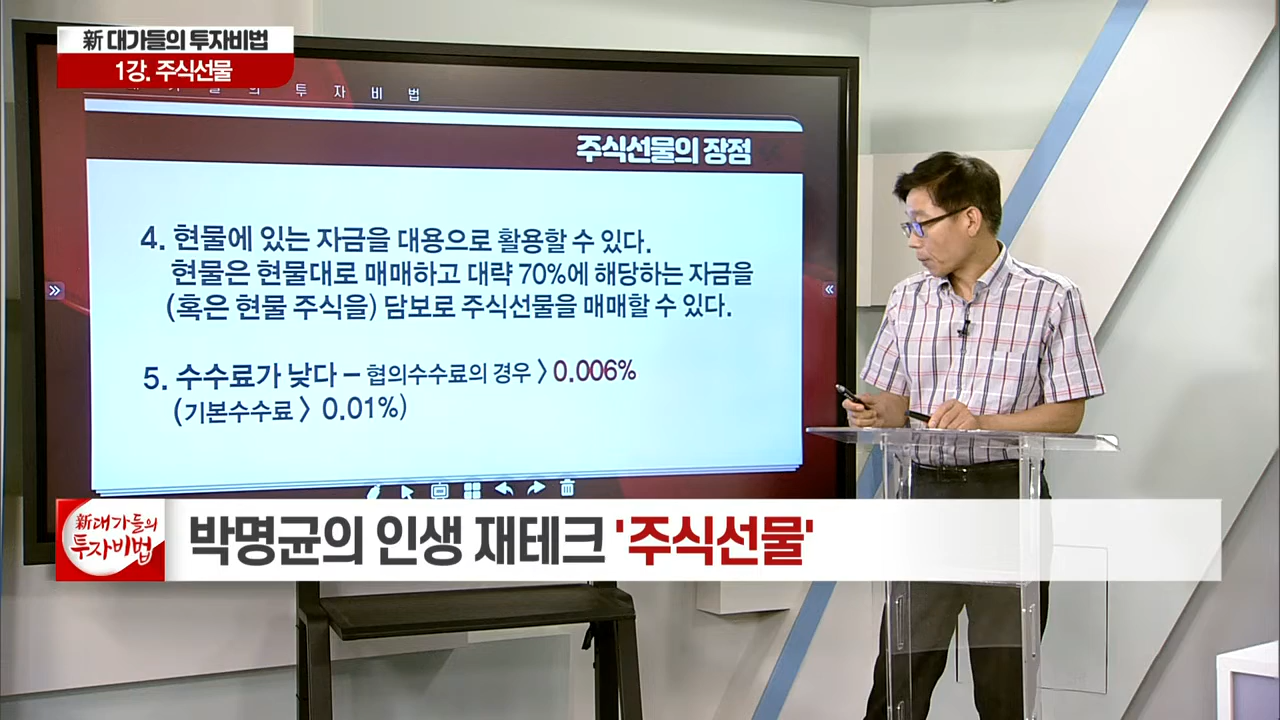 新 대가들의 투자비법
1강. 주식선물
대 가 들 의 투 자 비 법
주식선물의 장점
4. 현물에 있는 자금을 대용으로 활용할 수 있다.
현물은 현물대로 매매하고 대략 70%에 해당하는 자금을
(혹은 현물 주식을) 담보로 주식선물을 매매할 수 있다.
5. 수수료가 낮다 – 협의수수료의 경우 > 0.006%
(기본수수료 > 0.01%)
新 대가들의
투자비법
박명균의 인생 재테크 '주식선물'